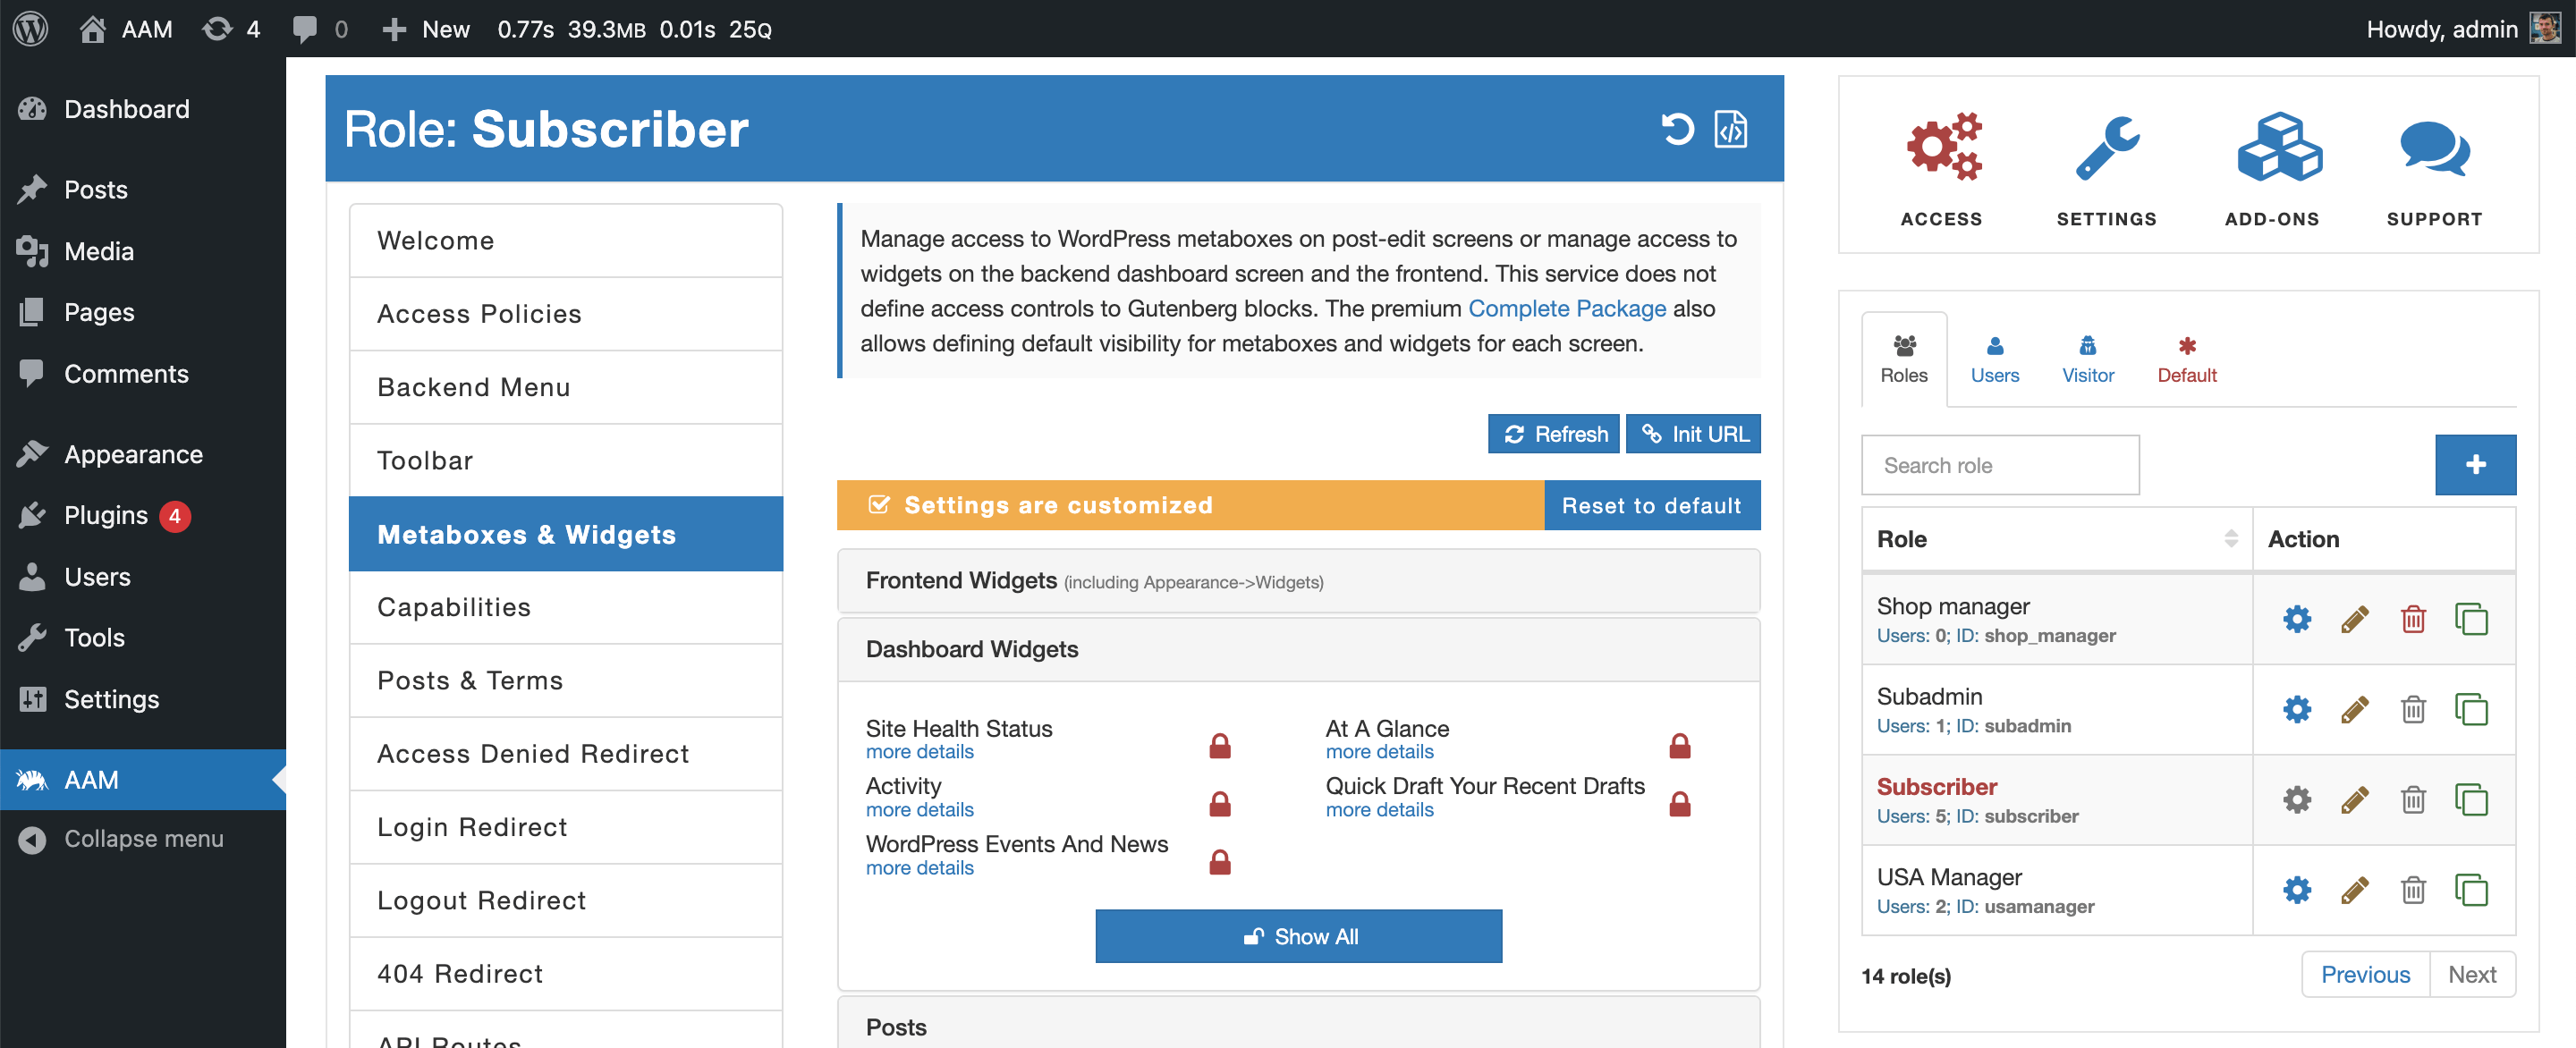 AAM 4 0 New 0.77s 39.3MB 0.01s 25Q Howdy, admin
Dashboard
Posts
Media
Pages
Comments
Appearance
Plugins 4
Users
Tools
Settings
AAM
Collapse menu
Role: Subscriber
Welcome
Access Policies
Backend Menu
Toolbar
Metaboxes & Widgets
Capabilities
Posts & Terms
Access Denied Redirect
Login Redirect
Logout Redirect
404 Redirect
API Routes
Manage access to WordPress metaboxes on post-edit screens or manage access to
widgets on the backend dashboard screen and the frontend. This service does not
define access controls to Gutenberg blocks. The premium Complete Package also
allows defining default visibility for metaboxes and widgets for each screen.
Refresh Init URL
Settings are customized Reset to default
Frontend Widgets (including Appearance->Widgets)
Dashboard Widgets
Site Health Status
more details
At A Glance
more details
Activity
more details
Quick Draft Your Recent Drafts
more details
WordPress Events And News
more details
Show All
Posts
ACCESS SETTINGS ADD-ONS SUPPORT
Roles Users Visitor Default
Search role
Role Action
Shop manager
Users: 0; ID: shop_manager
Subadmin
Users: 1; ID: subadmin
Subscriber
Users: 5; ID: subscriber
USA Manager
Users: 2; ID: usamanager
14 role(s) Previous Next